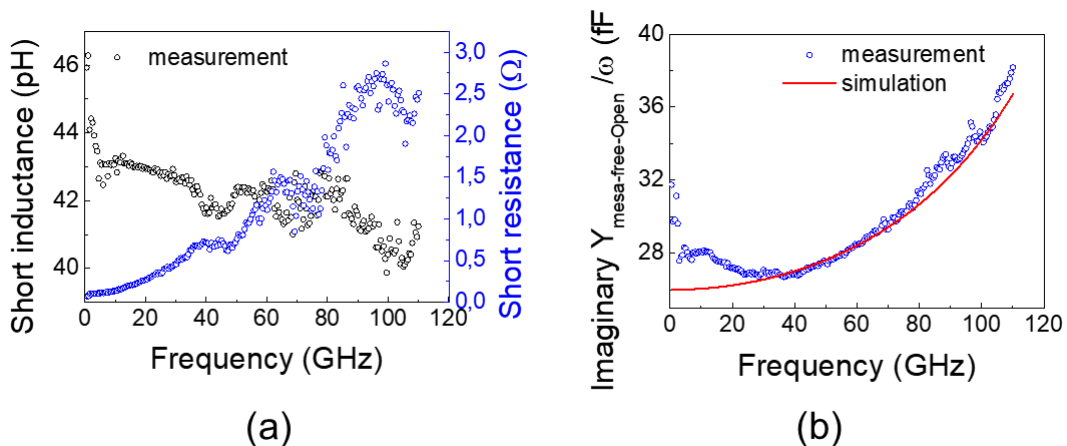 46
44
42
40
0 20 40 60 80 100 120
3,0
2,5
2,0
1,5
1,0
0,5
0,0
Short inductance (pH)
Short resistance (Ω)
measurement
Frequency (GHz)
(a)
40
36
32
28
0 20 40 60 80 100 120
Imaginary Y mesa-free-Open /ω (fF
measurement
simulation
Frequency (GHz)
(b)